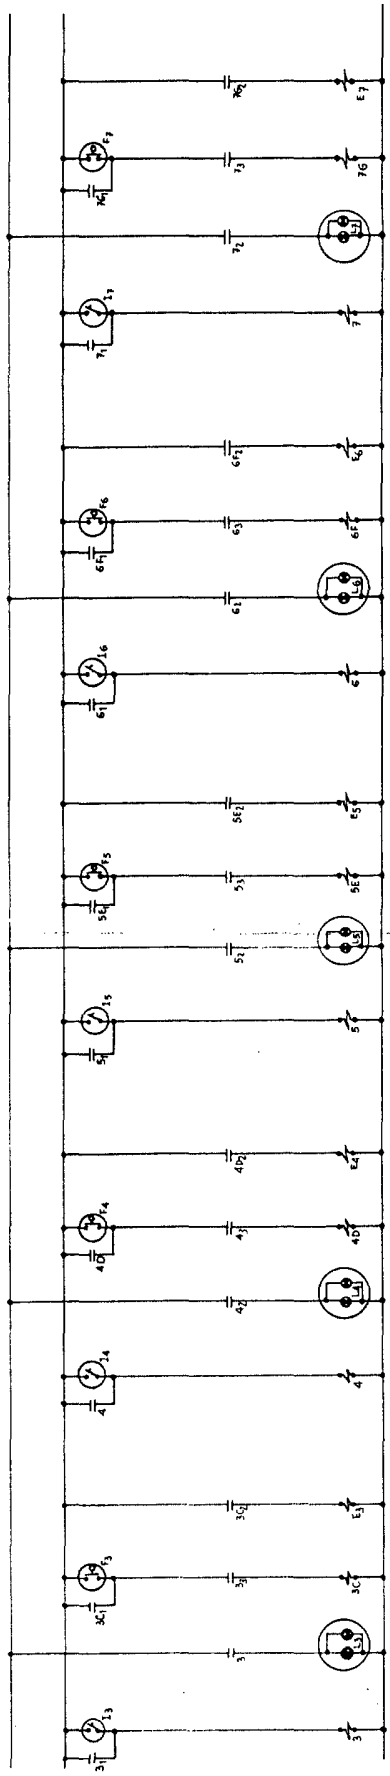 7G₂
E7
F7
7G₁
7₃
7G
7₂
L7
I7
7₁
7
6F₂
E6
F6
6F₁
6₃
6F
6₂
L6
I6
6₁
6
5E₂
E5
F5
5E₁
5₃
5E
5₂
L5
I5
5₁
5
4D₂
E4
F4
4D
4₃
4D
4₂
L4
I4
4
4
3C₂
E3
F3
3C₁
3₃
3C
3
L3
I3
3₁
3